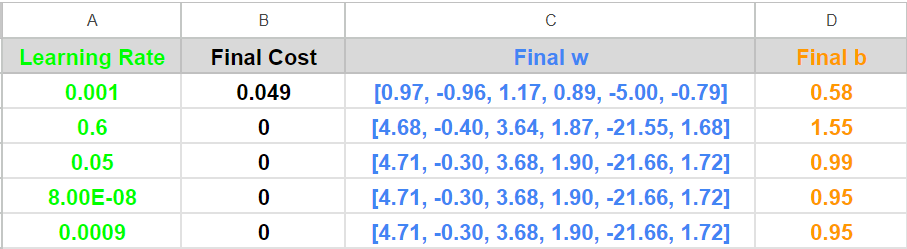 A B C D
Learning Rate Final Cost Final w Final b
0.001 0.049 [0.97, -0.96, 1.17, 0.89, -5.00, -0.79] 0.58
0.6 0 [4.68, -0.40, 3.64, 1.87, -21.55, 1.68] 1.55
0.05 0 [4.71, -0.30, 3.68, 1.90, -21.66, 1.72] 0.99
8.00E-08 0 [4.71, -0.30, 3.68, 1.90, -21.66, 1.72] 0.95
0.0009 0 [4.71, -0.30, 3.68, 1.90, -21.66, 1.72] 0.95